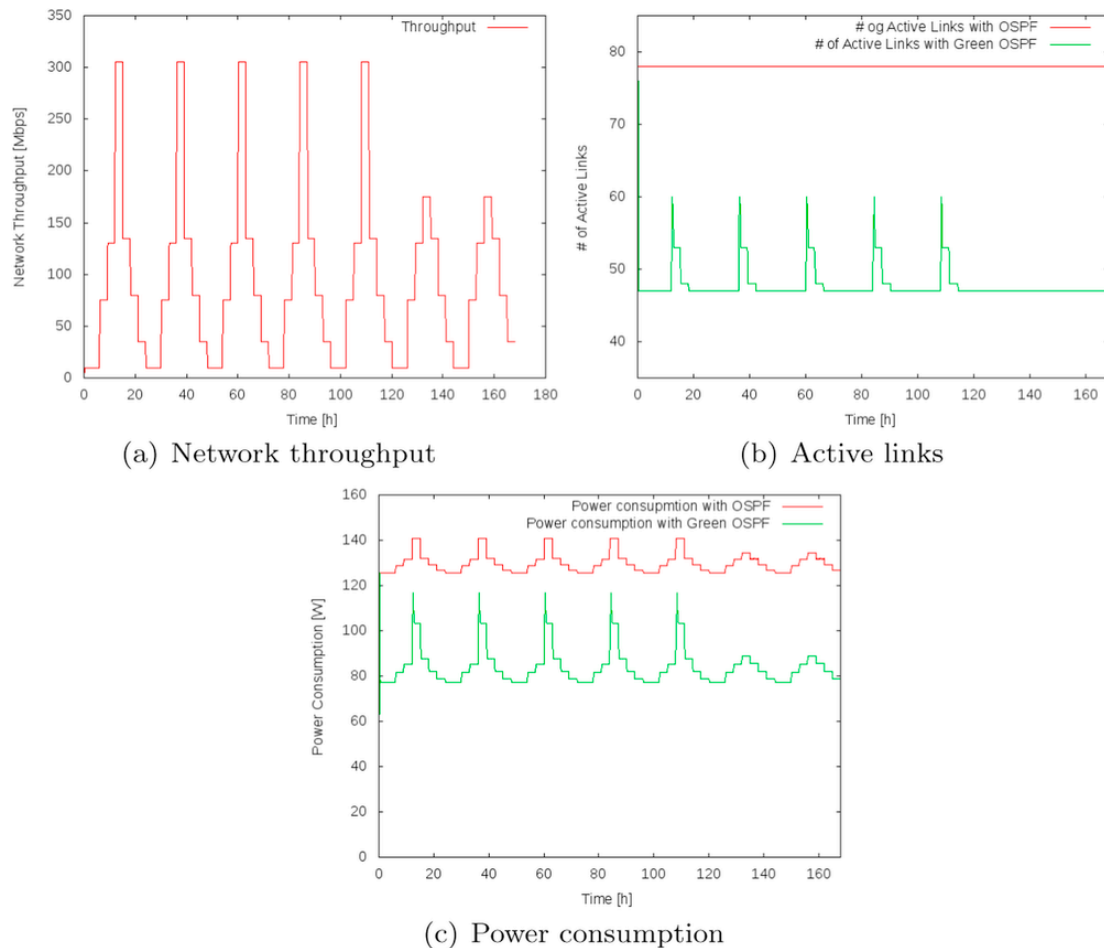 350
300
250
200
150
100
50
0
Network Throughput [Mbps]
Throughput
0 20 40 60 80 100 120 140 160 180
Time [h]
(a) Network throughput
80
70
60
50
40
# of Active Links
# og Active Links with OSPF
# of Active Links with Green OSPF
0 20 40 60 80 100 120 140 160
Time [h]
(b) Active links
160
140
120
100
80
60
40
20
0
Power Consumption [W]
Power consupmtion with OSPF
Power consumption with Green OSPF
0 20 40 60 80 100 120 140 160
Time [h]
(c) Power consumption